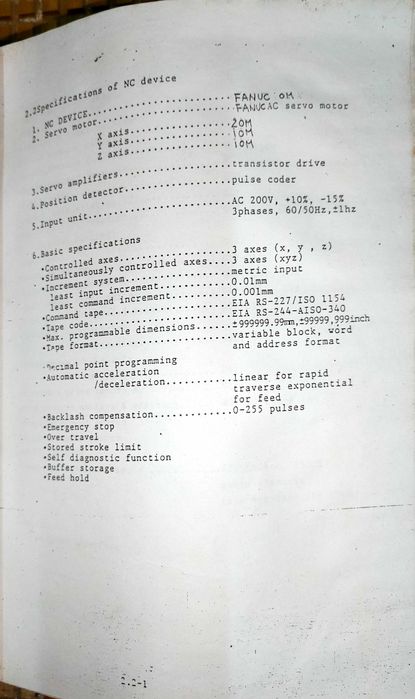 2.2Specifications of NC device
1. NC DEVICE..........................FANUC OM
2. Servo motor........................FANUCAC servo motor
X axis..................20M
Y axis..................10M
Z axis..................10M
3.Servo amplifiers....................transistor drive
4.Position detector...................pulse coder
5.Input unit..........................AC 200V, +10%, -15%
3phases, 60/50Hz,±1hz
6.Basic specifications
•Controlled axes....................3 axes (x, y , z)
•Simultaneously controlled axes....3 axes (xyz)
•Increment system...................metric input
least input increment.............0.01mm
least command increment...........0.001mm
•Command tape.......................EIA RS-227/ISO 1154
•Tape code..........................EIA RS-244-AISO-340
•Max. programmable dimensions......±999999.99mm,±99999,999inch
•Tape format........................variable block, word
and address format
•Decimal point programming
•Automatic acceleration
/deceleration...........linear for rapid
traverse exponential
for feed
•Backlash compensation.............0-255 pulses
•Emergency stop
•Over travel
•Stored stroke limit
•Self diagnostic function
•Buffer storage
•Feed hold
2.2-1